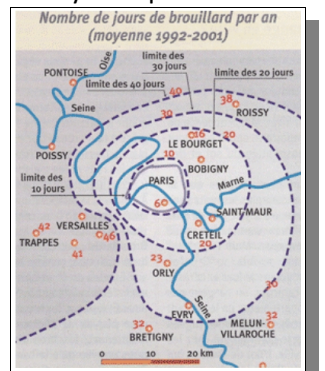 Nombre de jours de brouillard par an
(moyenne 1992-2001)
limite des
30 jours
PONTOISE
Oise
limite des 20 jours
limite des 40 jours
40
Seine
38
ROISSY
30
16
20
LE BOURGET
10
BOBIGNY
POISSY
PARIS
Marne
limite des
10 jours
6
SAINT MAUR
VERSAILLES
42
46
CRETEIL
20
TRAPPES
41
23
ORLY
30
Seine
EVRY
32
BRETIGNY
32
MELUN-
VILLAROCHE
0 10 20 km